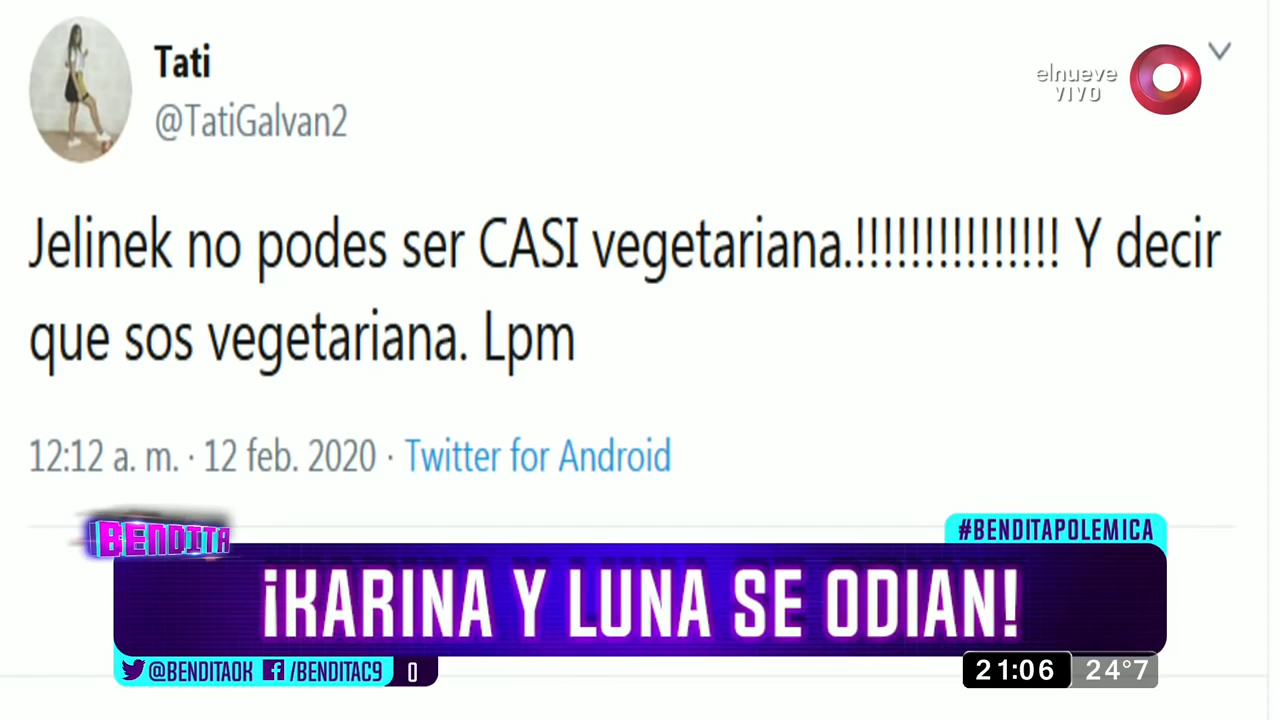 Tati
@TatiGalvan2
elnueve
VIVO
Jelinek no podes ser CASI vegetariana.!!!!!!!!!!!!!!! Y decir
que sos vegetariana. Lpm
12:12 a. m. · 12 feb. 2020 · Twitter for Android
BENDITA
#BENDITAPOLEMICA
¡KARINA Y LUNA SE ODIAN!
@BENDITAOK /BENDITAC9 0
21:06 24°7